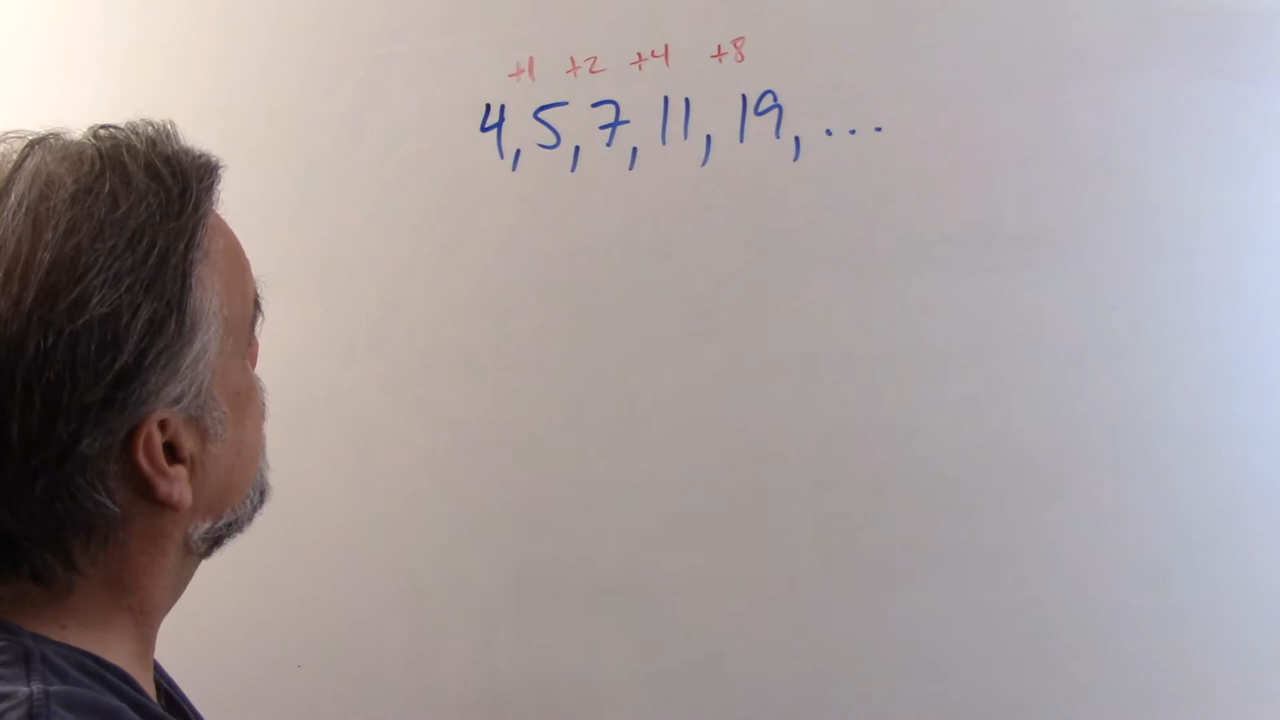 +1 +2 +4 +8
4, 5, 7, 11, 19, ...